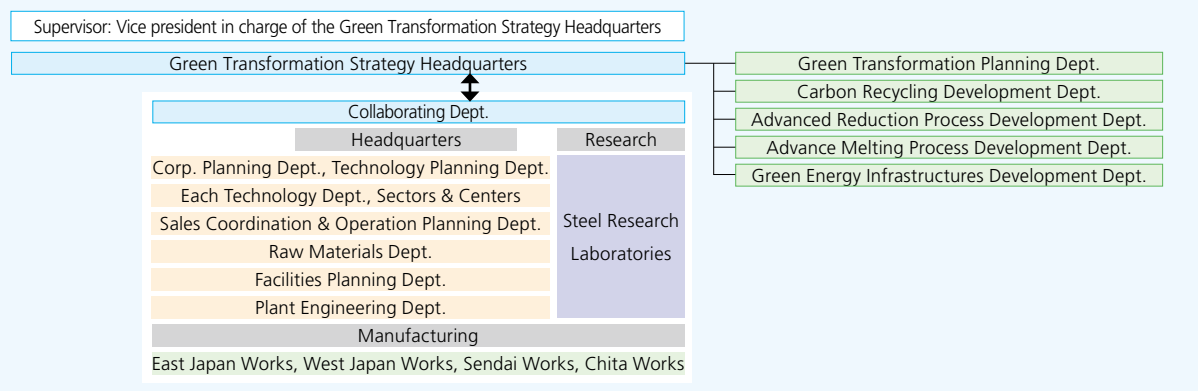 Supervisor: Vice president in charge of the Green Transformation Strategy Headquarters
Green Transformation Strategy Headquarters
Green Transformation Planning Dept.
Carbon Recycling Development Dept.
Advanced Reduction Process Development Dept.
Advance Melting Process Development Dept.
Green Energy Infrastructures Development Dept.
Collaborating Dept.
Headquarters
Corp. Planning Dept., Technology Planning Dept.
Each Technology Dept., Sectors & Centers
Sales Coordination & Operation Planning Dept.
Raw Materials Dept.
Facilities Planning Dept.
Plant Engineering Dept.
Research
Steel Research
Laboratories
Manufacturing
East Japan Works, West Japan Works, Sendai Works, Chita Works